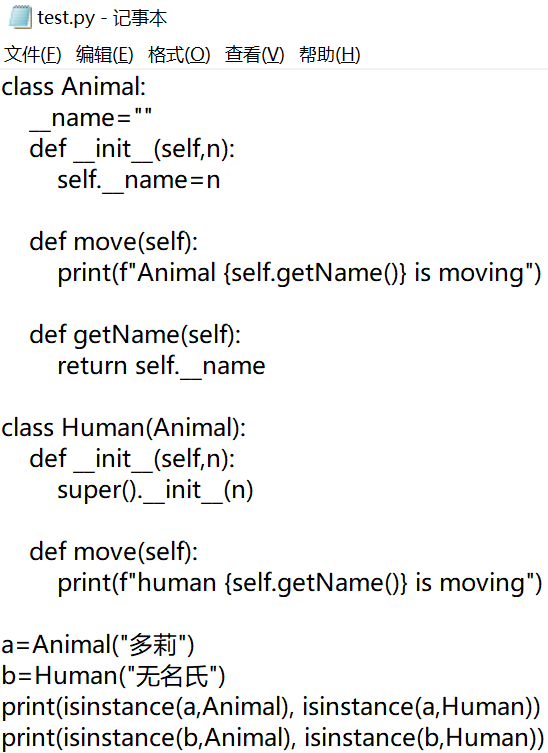 test.py - 记事本
文件(F) 编辑(E) 格式(O) 查看(V) 帮助(H)
class Animal:
    __name=""
    def __init__(self,n):
        self.__name=n

    def move(self):
        print(f"Animal {self.getName()} is moving")

    def getName(self):
        return self.__name

class Human(Animal):
    def __init__(self,n):
        super().__init__(n)

    def move(self):
        print(f"human {self.getName()} is moving")

a=Animal("多莉")
b=Human("无名氏")
print(isinstance(a,Animal), isinstance(a,Human))
print(isinstance(b,Animal), isinstance(b,Human))